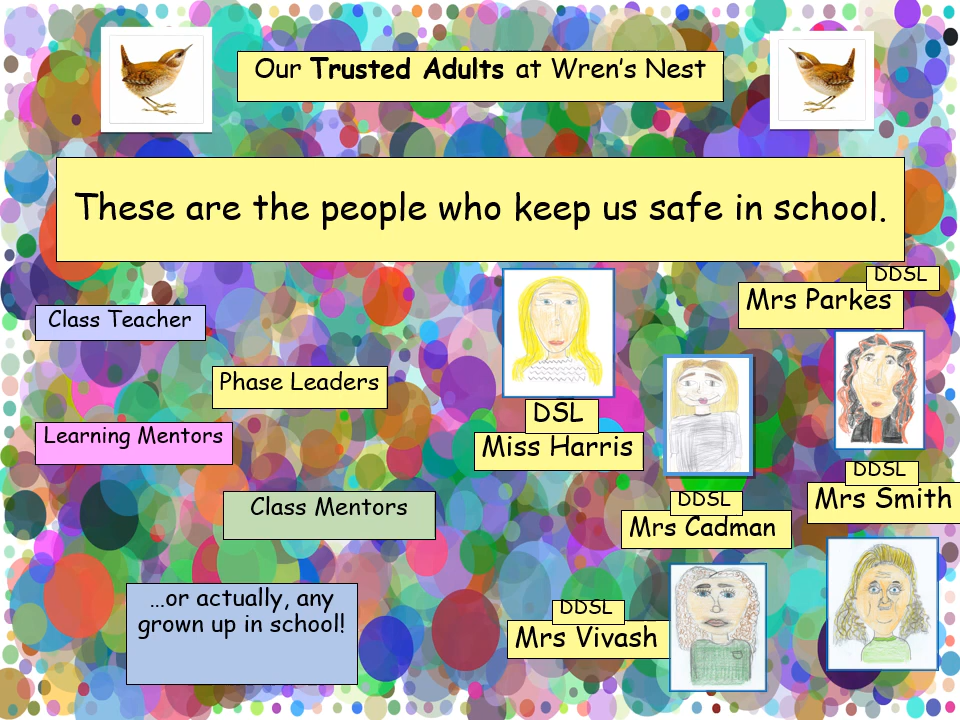 Our Trusted Adults at Wren's Nest
These are the people who keep us safe in school.
Class Teacher
Phase Leaders
Learning Mentors
Class Mentors
…or actually, any
grown up in school!
DSL
Miss Harris
DDSL
Mrs Parkes
DDSL
Mrs Cadman
DDSL
Mrs Smith
DDSL
Mrs Vivash